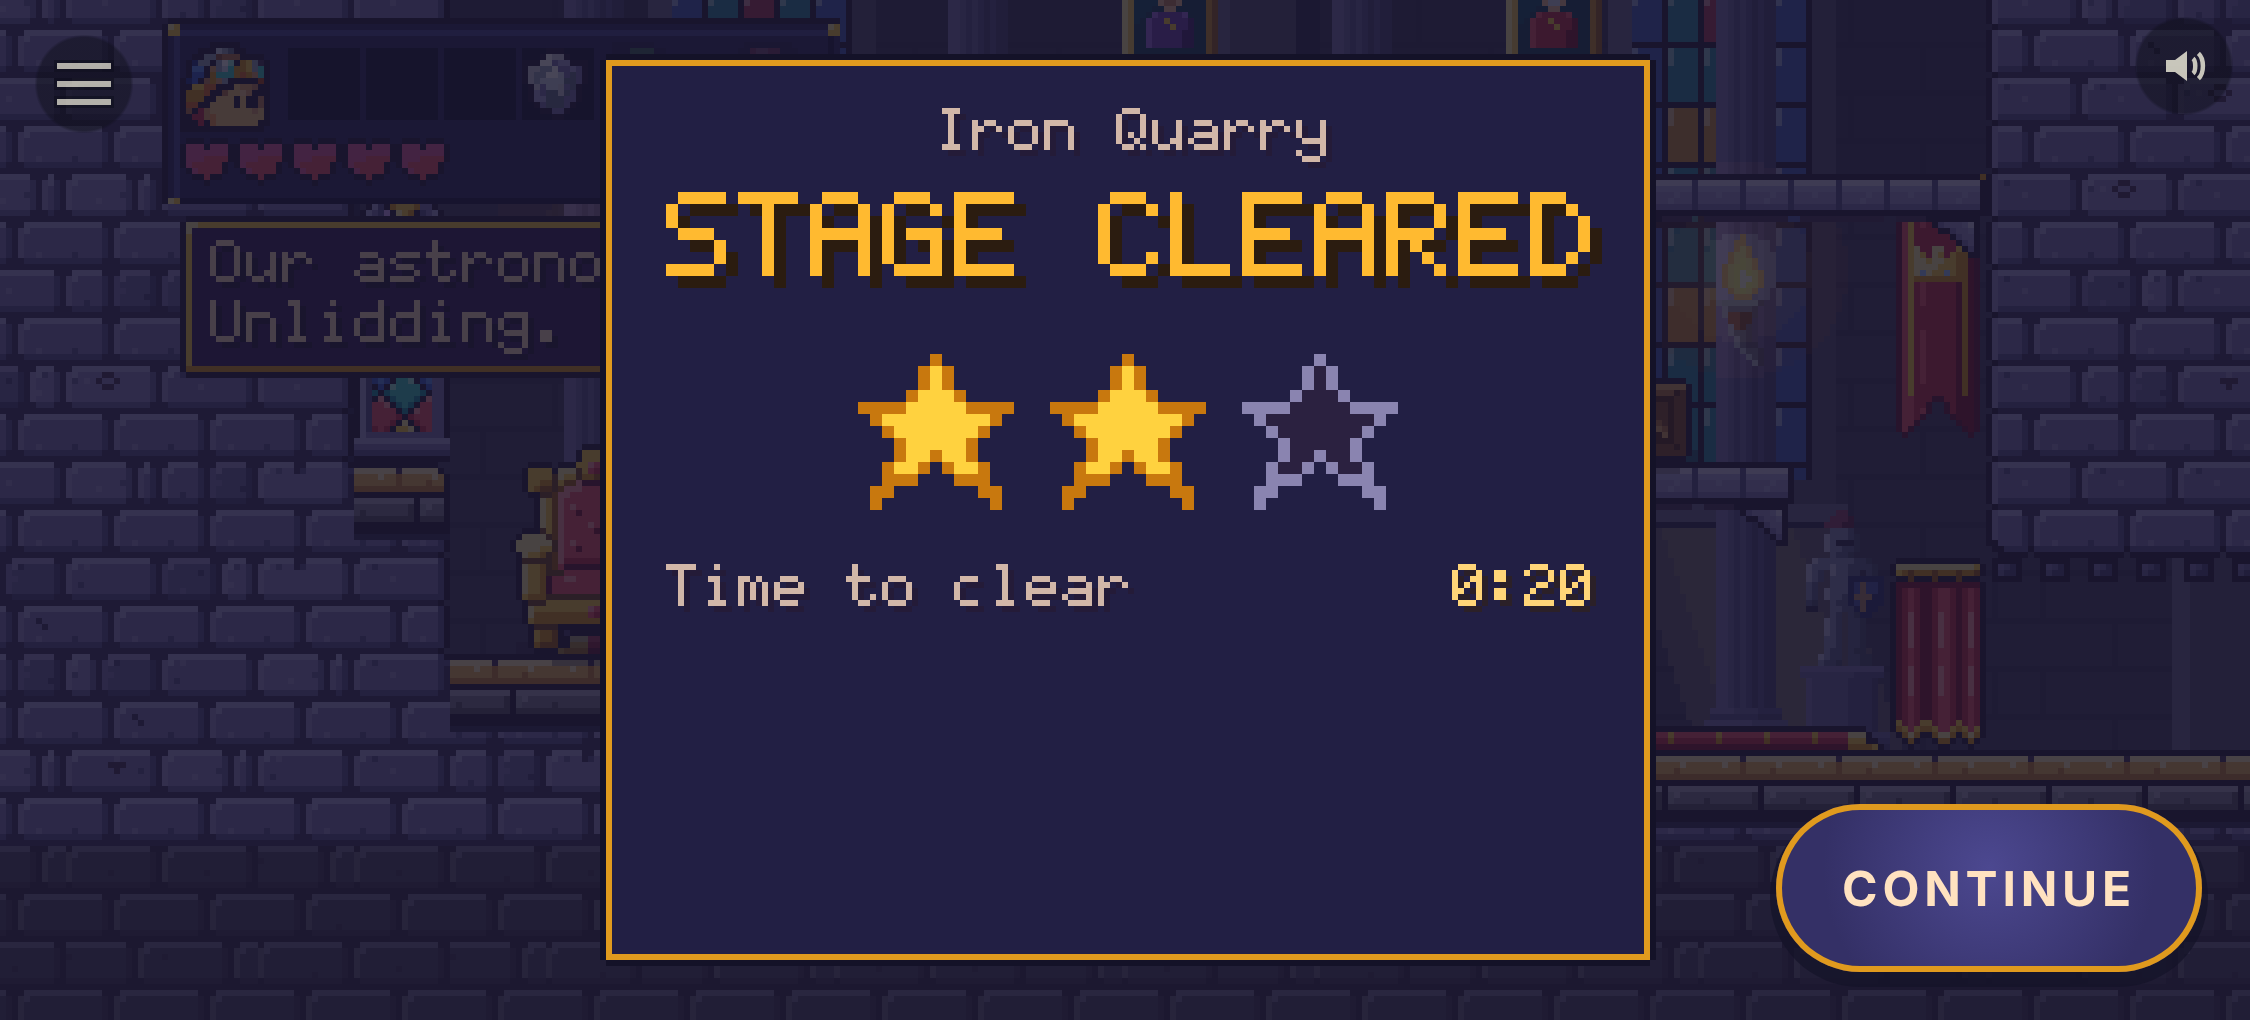 Iron Quarry
STAGE CLEARED
Our astrono
Unlidding.
Time to clear 0:20
CONTINUE